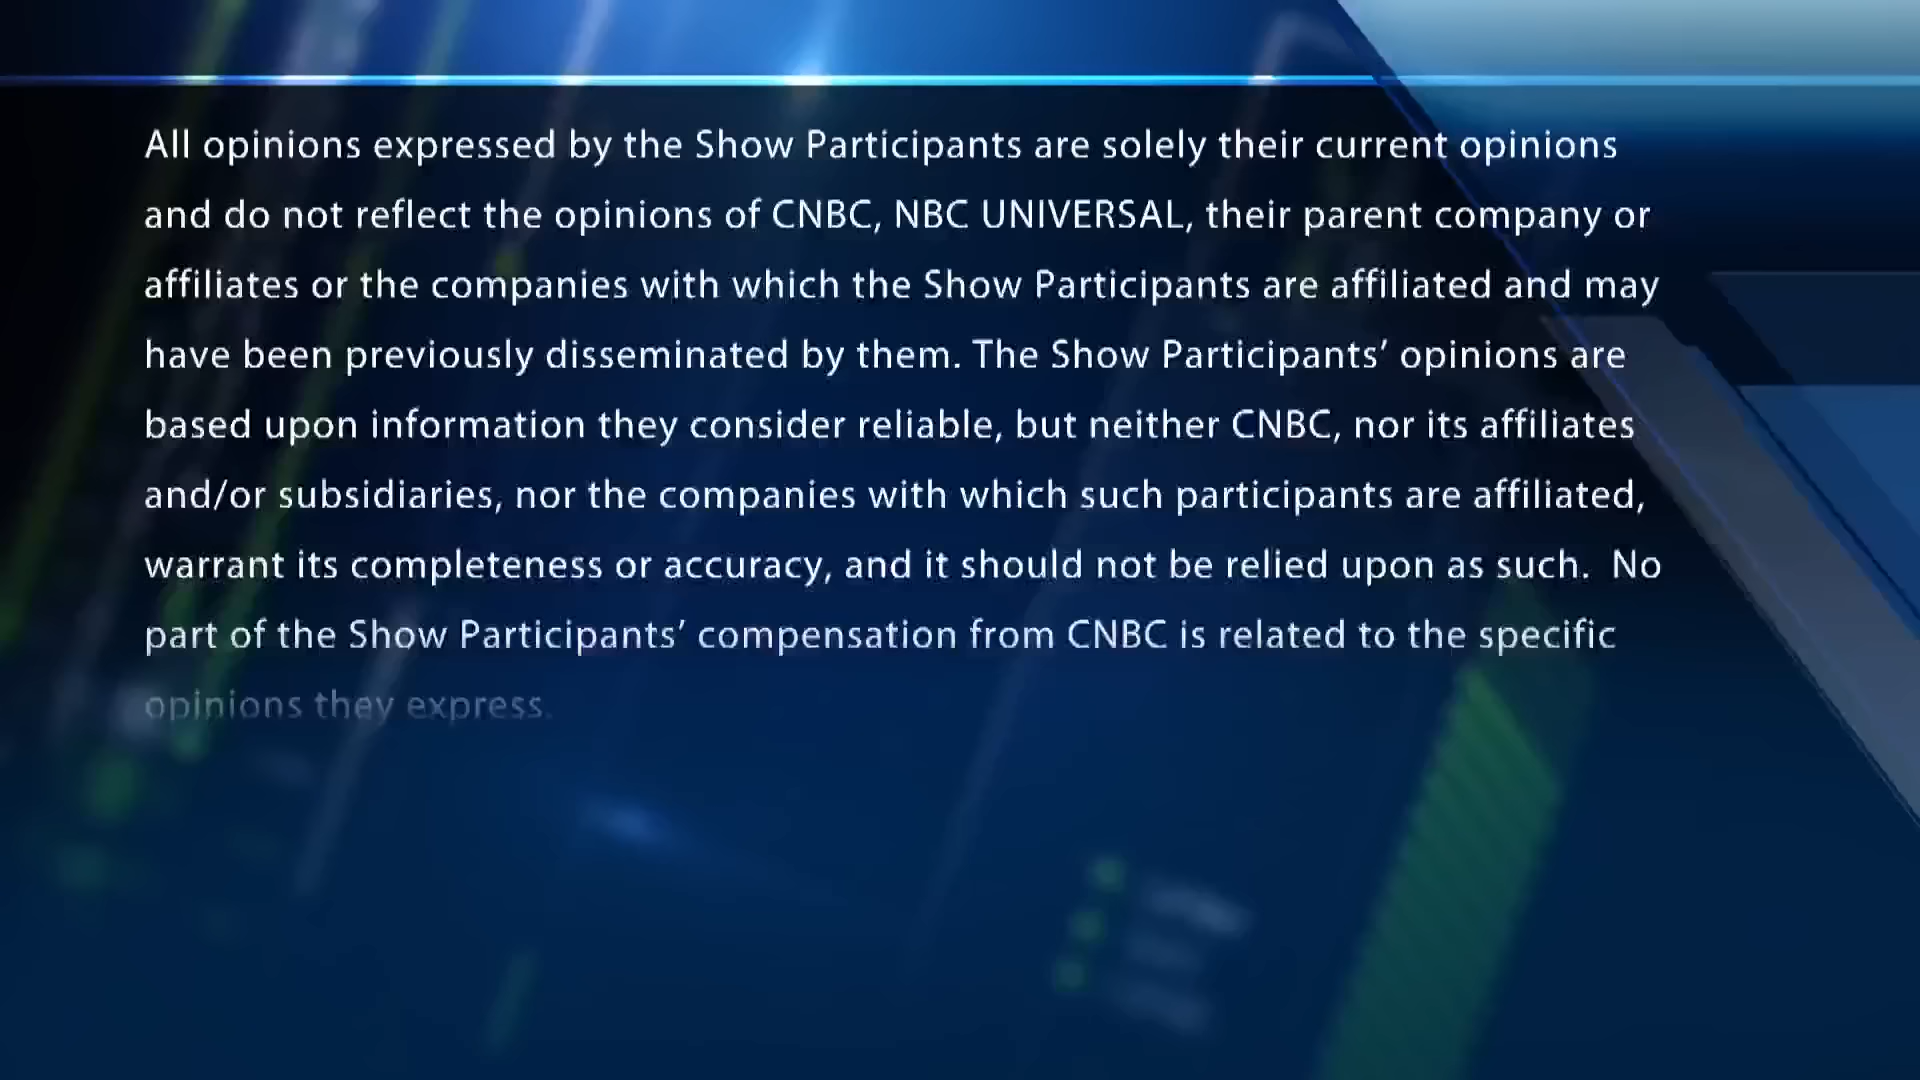 All opinions expressed by the Show Participants are solely their current opinions
and do not reflect the opinions of CNBC, NBC UNIVERSAL, their parent company or
affiliates or the companies with which the Show Participants are affiliated and may
have been previously disseminated by them. The Show Participants’ opinions are
based upon information they consider reliable, but neither CNBC, nor its affiliates
and/or subsidiaries, nor the companies with which such participants are affiliated,
warrant its completeness or accuracy, and it should not be relied upon as such.  No
part of the Show Participants’ compensation from CNBC is related to the specific
opinions they express.